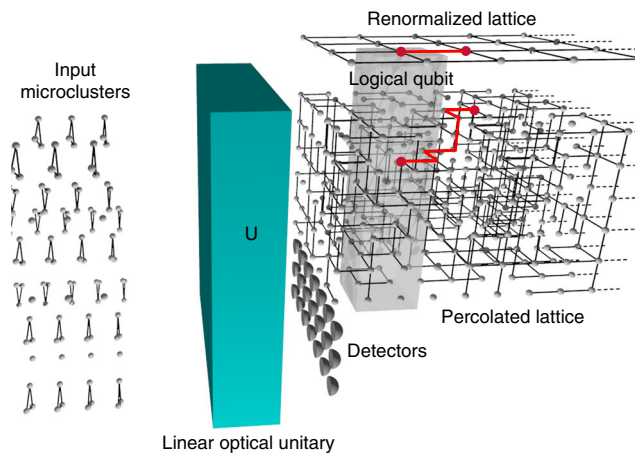 Renormalized lattice
Input
microclusters
Logical qubit
U
Percolated lattice
Detectors
Linear optical unitary